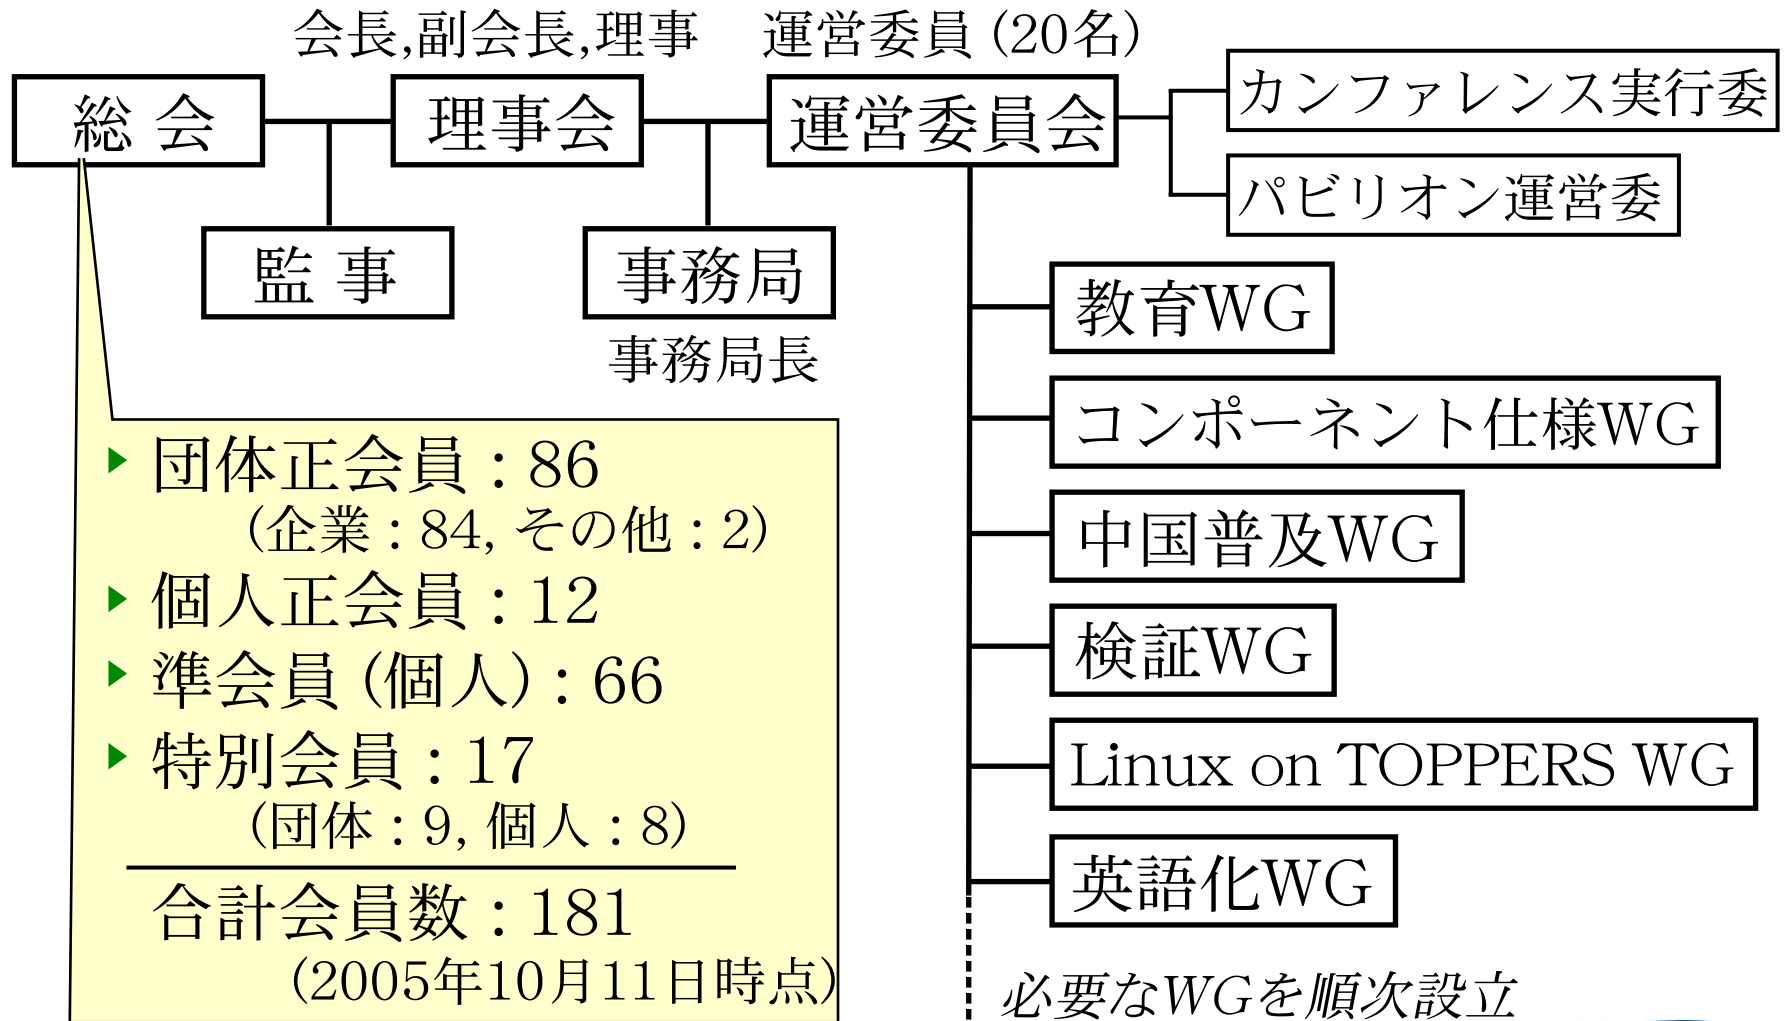 会長,副会長,理事
運営委員 (20名)
総 会
理事会
運営委員会
カンファレンス実行委
パビリオン運営委
監 事
事務局
事務局長
教育WG
コンポーネント仕様WG
中国普及WG
検証WG
Linux on TOPPERS WG
英語化WG
必要なWGを順次設立
団体正会員 : 86
(企業 : 84, その他 : 2)
個人正会員 : 12
準会員 (個人) : 66
特別会員 : 17
(団体 : 9, 個人 : 8)
合計会員数 : 181
(2005年10月11日時点)